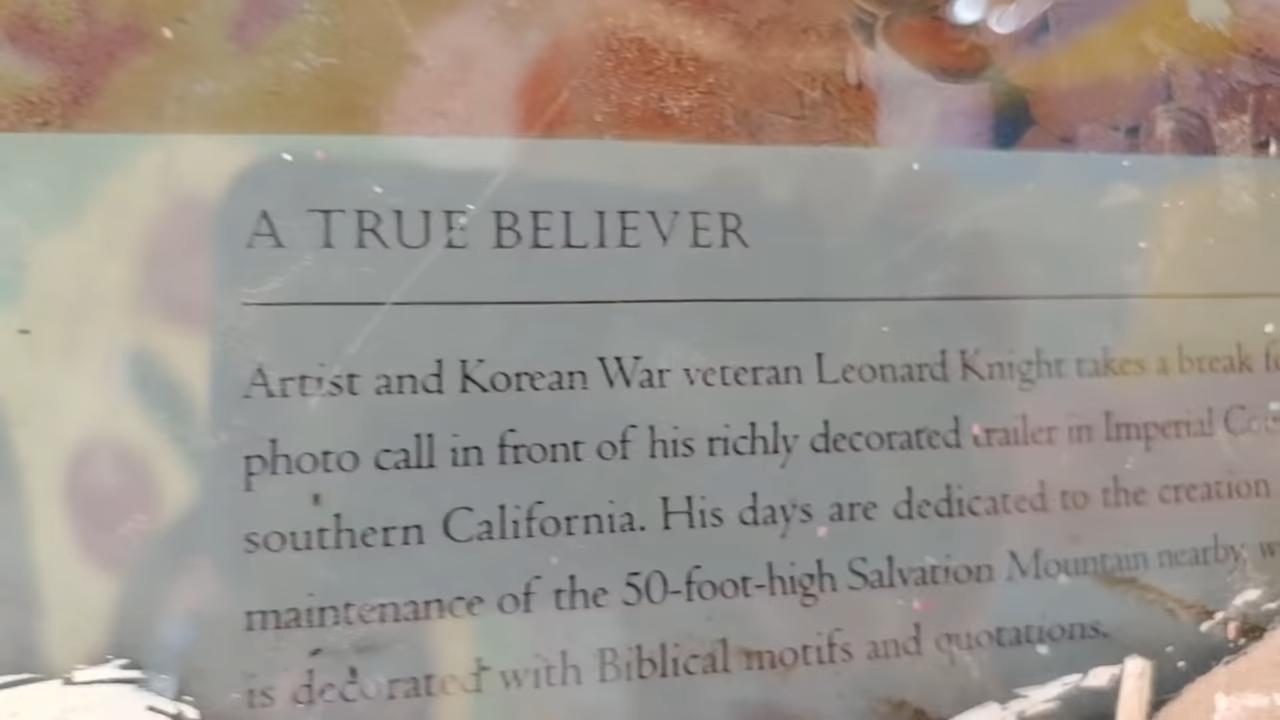 A TRUE BELIEVER
Artist and Korean War veteran Leonard Knight takes a break
photo call in front of his richly decorated trailer in Imperial
southern California. His days are dedicated to the creation
maintenance of the 50-foot-high Salvation Mountain nearby,
is decorated with Biblical motifs and quotations.